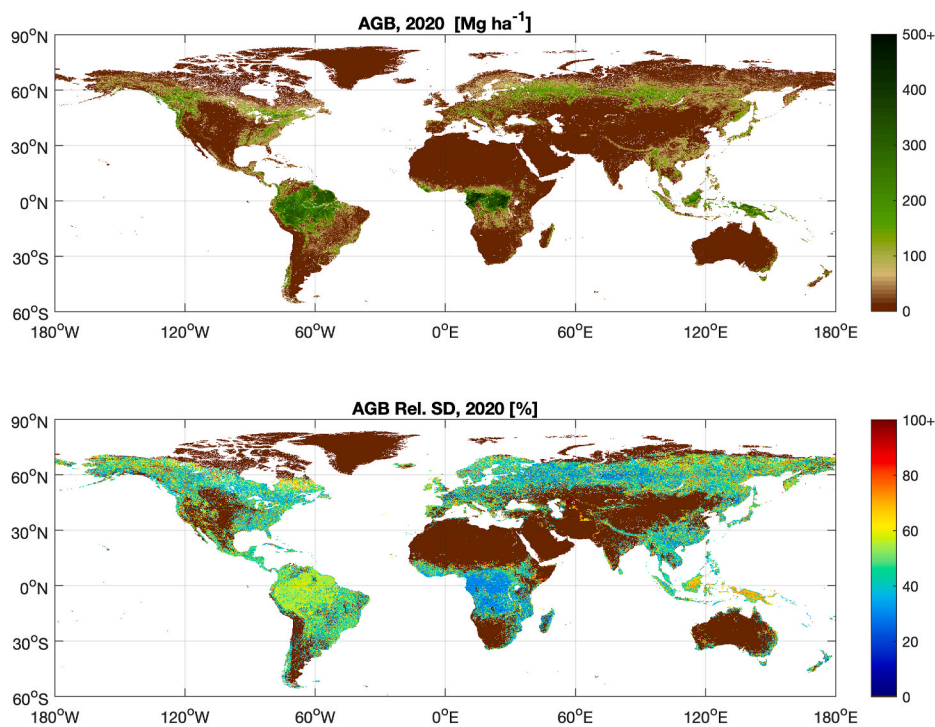 AGB, 2020 [Mg ha⁻¹]
90°N
60°N
30°N
0°N
30°S
60°S
180°W
120°W
60°W
0°E
60°E
120°E
180°E
500+
400
300
200
100
0
AGB Rel. SD, 2020 [%]
90°N
60°N
30°N
0°N
30°S
60°S
180°W
120°W
60°W
0°E
60°E
120°E
180°E
100+
80
60
40
20
0